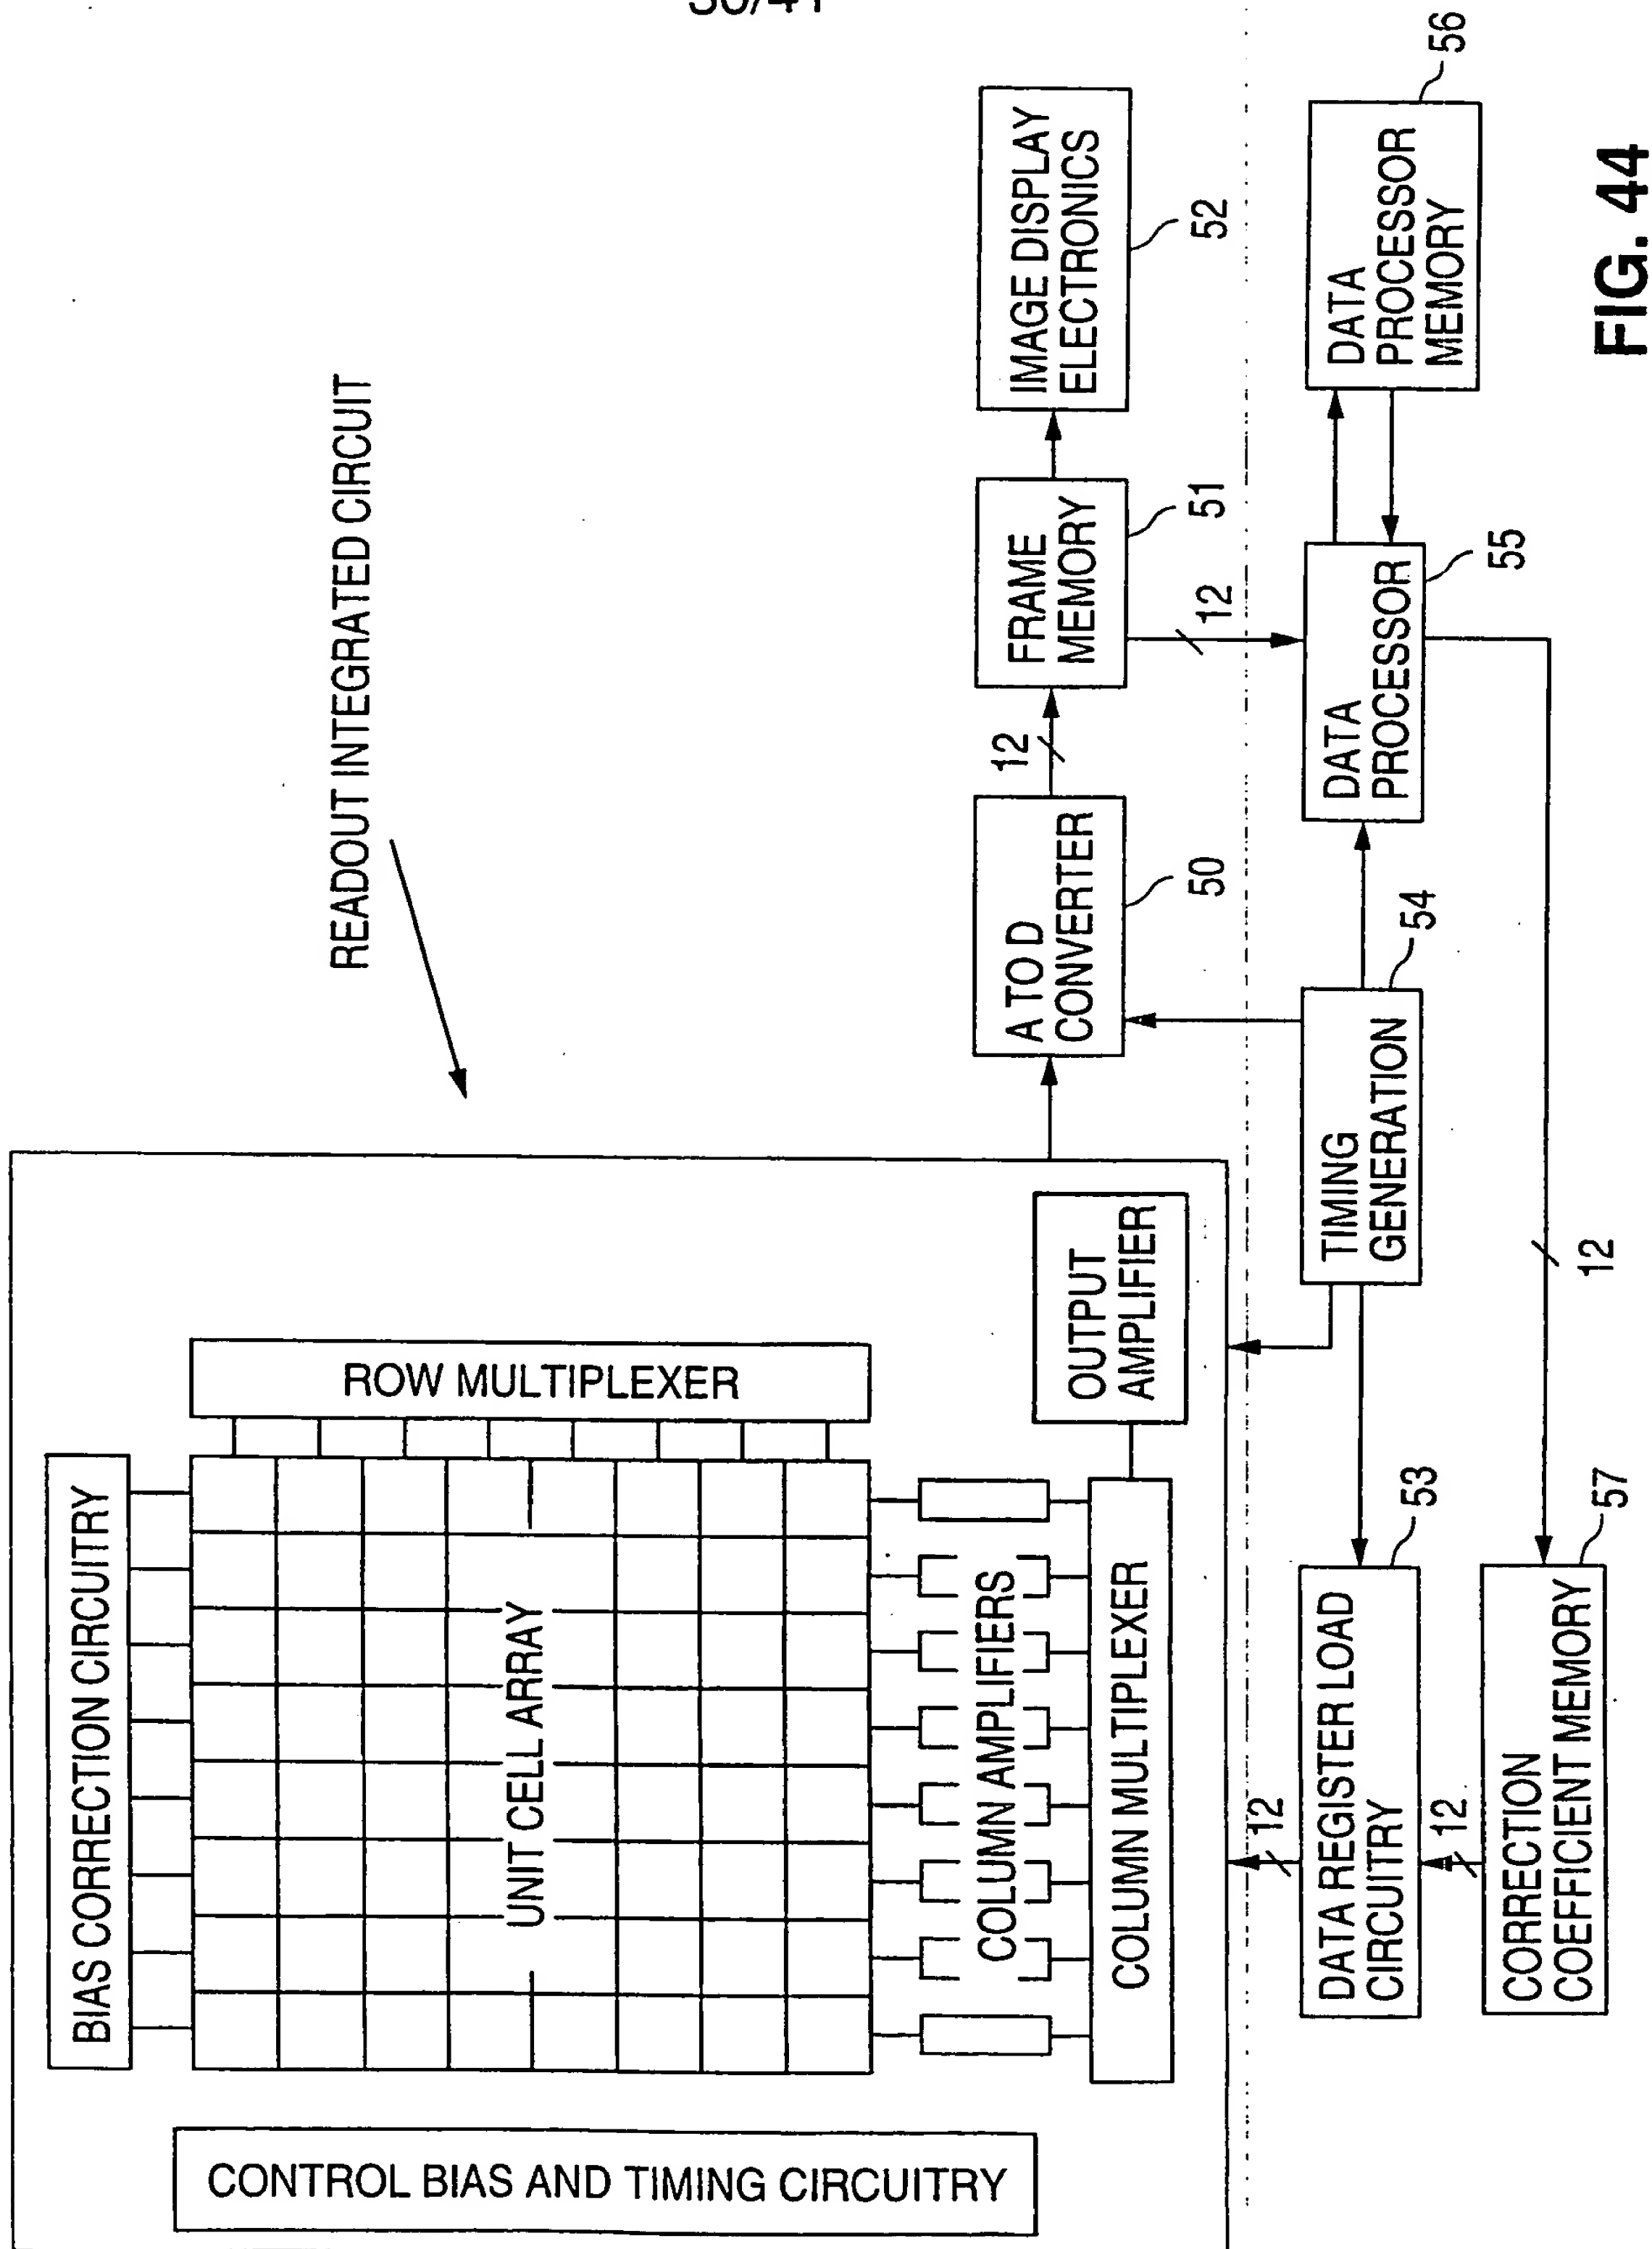 READOUT INTEGRATED CIRCUIT
BIAS CORRECTION CIRCUITRY
ROW MULTIPLEXER
UNIT CELL ARRAY
CONTROL BIAS AND TIMING CIRCUITRY
COLUMN AMPLIFIERS
COLUMN MULTIPLEXER
OUTPUT
AMPLIFIER
A TO D
CONVERTER
50
12
FRAME
MEMORY
51
12
IMAGE DISPLAY
ELECTRONICS
52
12
DATA REGISTER LOAD
CIRCUITRY
53
TIMING
GENERATION
54
DATA
PROCESSOR
55
DATA
PROCESSOR
MEMORY
56
12
CORRECTION
COEFFICIENT MEMORY
57
12
FIG. 44